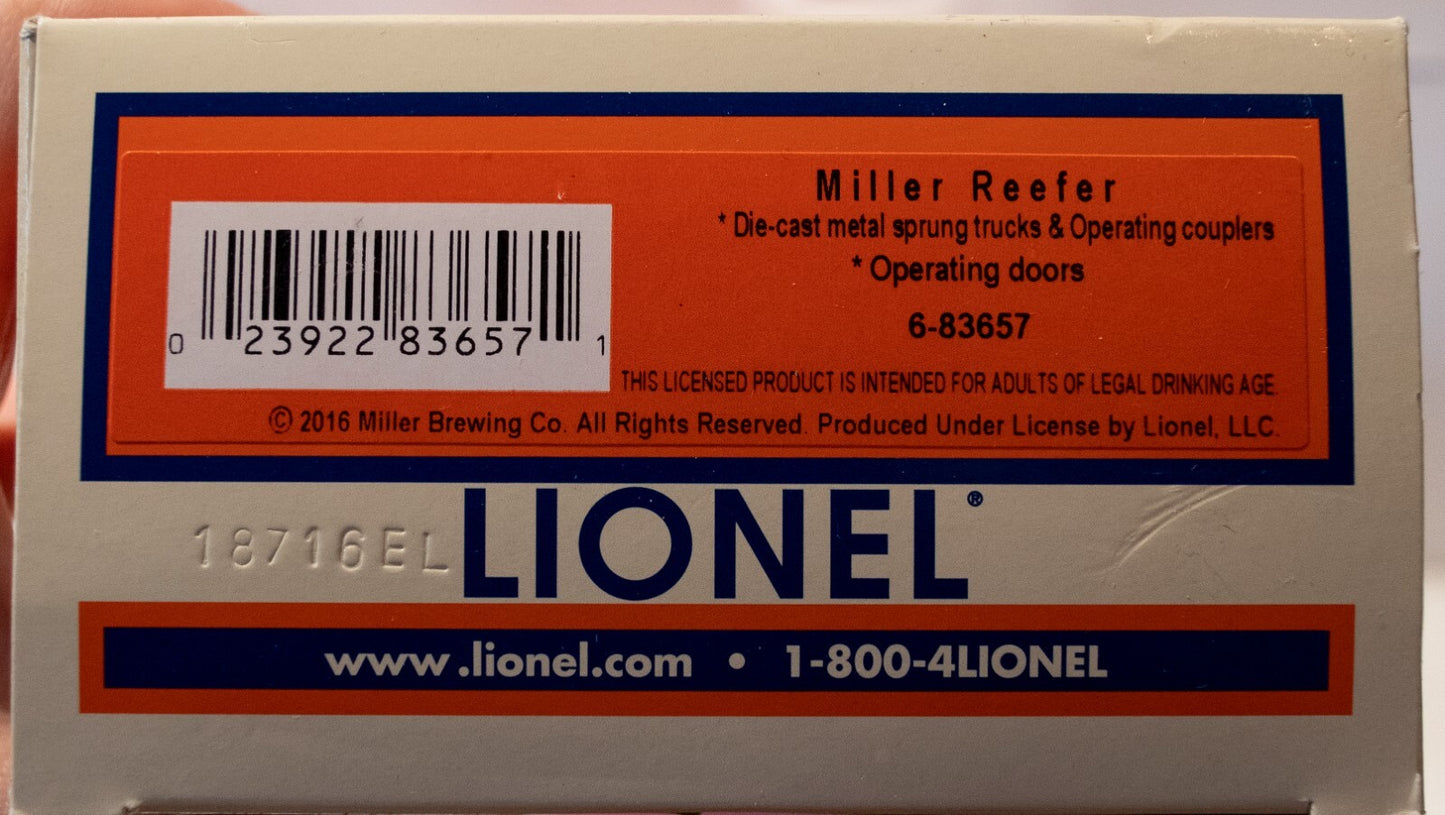 Miller Reefer
* Die-cast metal sprung trucks & Operating couplers
* Operating doors
6-83657
0 23922 83657 1
THIS LICENSED PRODUCT IS INTENDED FOR ADULTS OF LEGAL DRINKING AGE.
© 2016 Miller Brewing Co. All Rights Reserved. Produced Under License by Lionel, LLC.
18716EL
LIONEL®
www.lionel.com • 1-800-4LIONEL